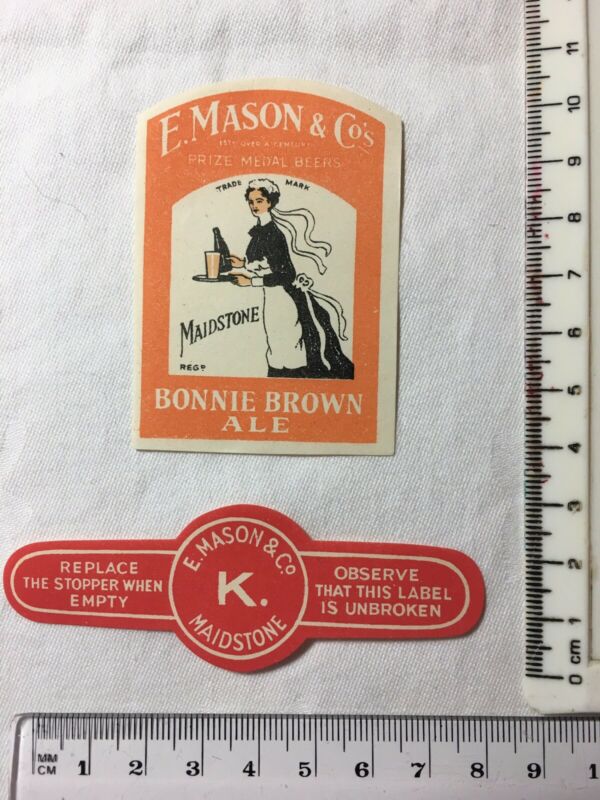 E. MASON & Co's
EST? OVER A CENTURY
PRIZE MEDAL BEERS
TRADE MARK
MAIDSTONE
REGD
BONNIE BROWN
ALE
E. MASON & Co
K.
MAIDSTONE
REPLACE
THE STOPPER WHEN
EMPTY
OBSERVE
THAT THIS LABEL
IS UNBROKEN
11
10
9
8
7
6
5
4
3
2
1
0 cm
MM
CM 1 2 3 4 5 6 7 8 9 1